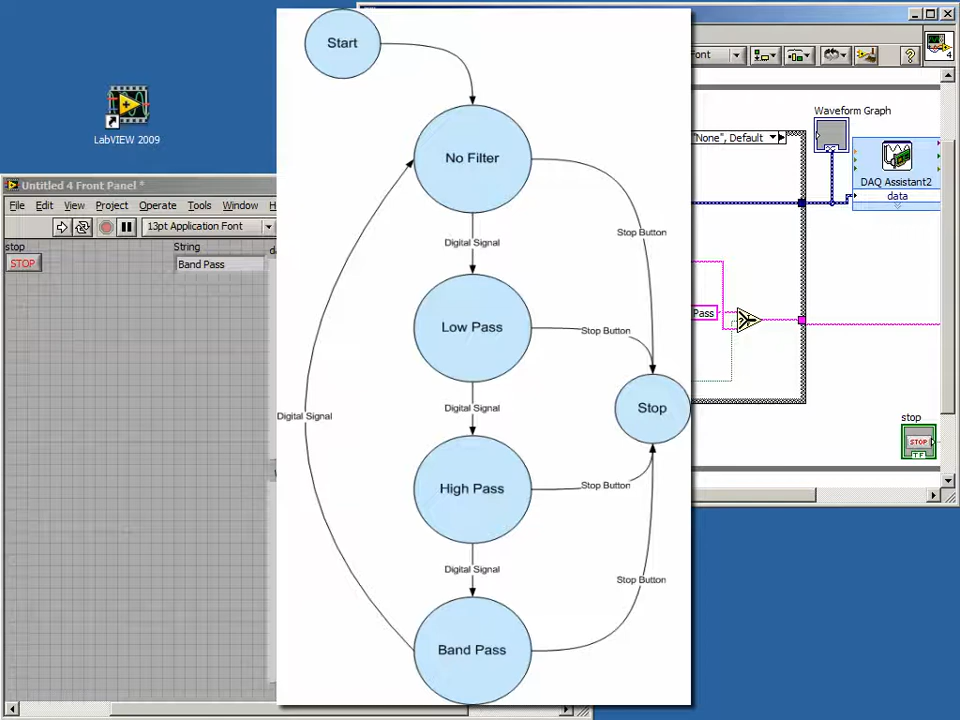 LabVIEW 2009
Untitled 4 Front Panel *
File Edit View Project Operate Tools Window
13pt Application Font
stop
STOP
String
Band Pass
Start
No Filter
Digital Signal
Stop Button
Low Pass
Stop Button
Digital Signal
Stop
Digital Signal
High Pass
Stop Button
Digital Signal
Stop Button
Band Pass
4
Waveform Graph
"None", Default
DAQ Assistant2
data
Pass
stop
STOP
TF